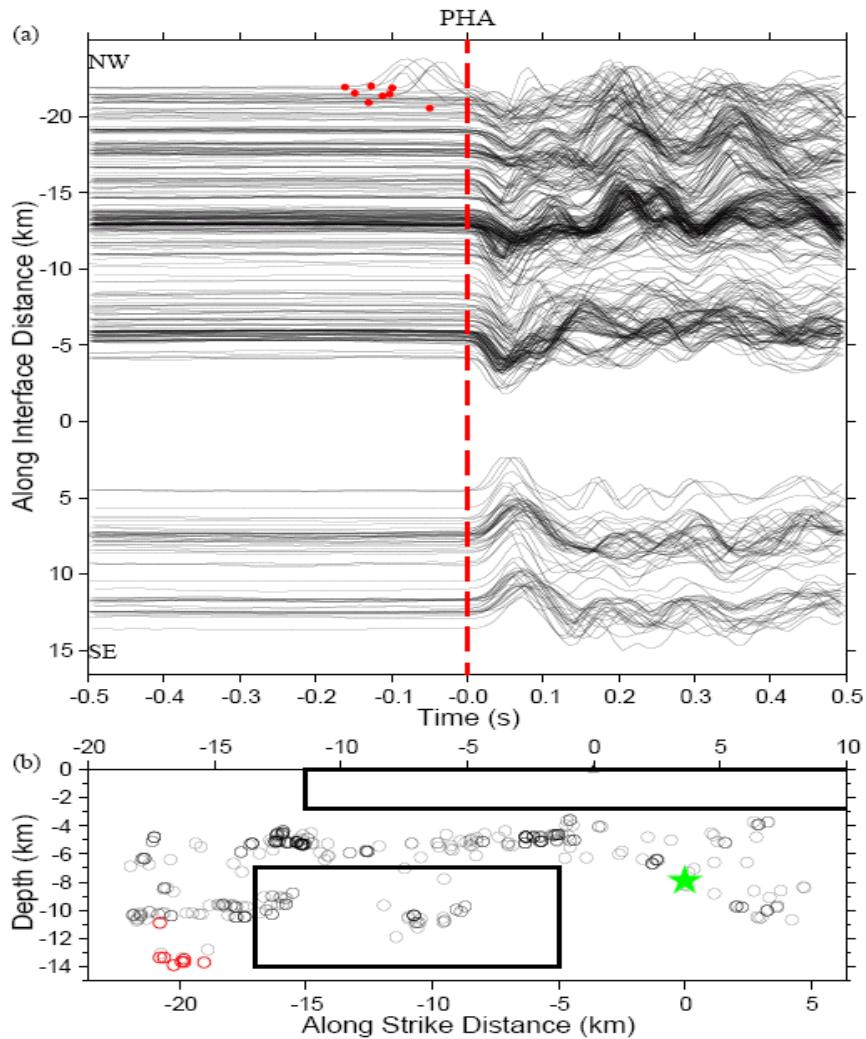 PHA
(a)
NW
-20
-15
-10
-5
0
5
10
15
Along Interface Distance (km)
SE
-0.5 -0.4 -0.3 -0.2 -0.1 -0.0 0.1 0.2 0.3 0.4 0.5
Time (s)
(b)
-20 -15 -10 -5 0 5 10
0
-2
-4
-6
-8
-10
-12
-14
Depth (km)
-20 -15 -10 -5 0 5
Along Strike Distance (km)